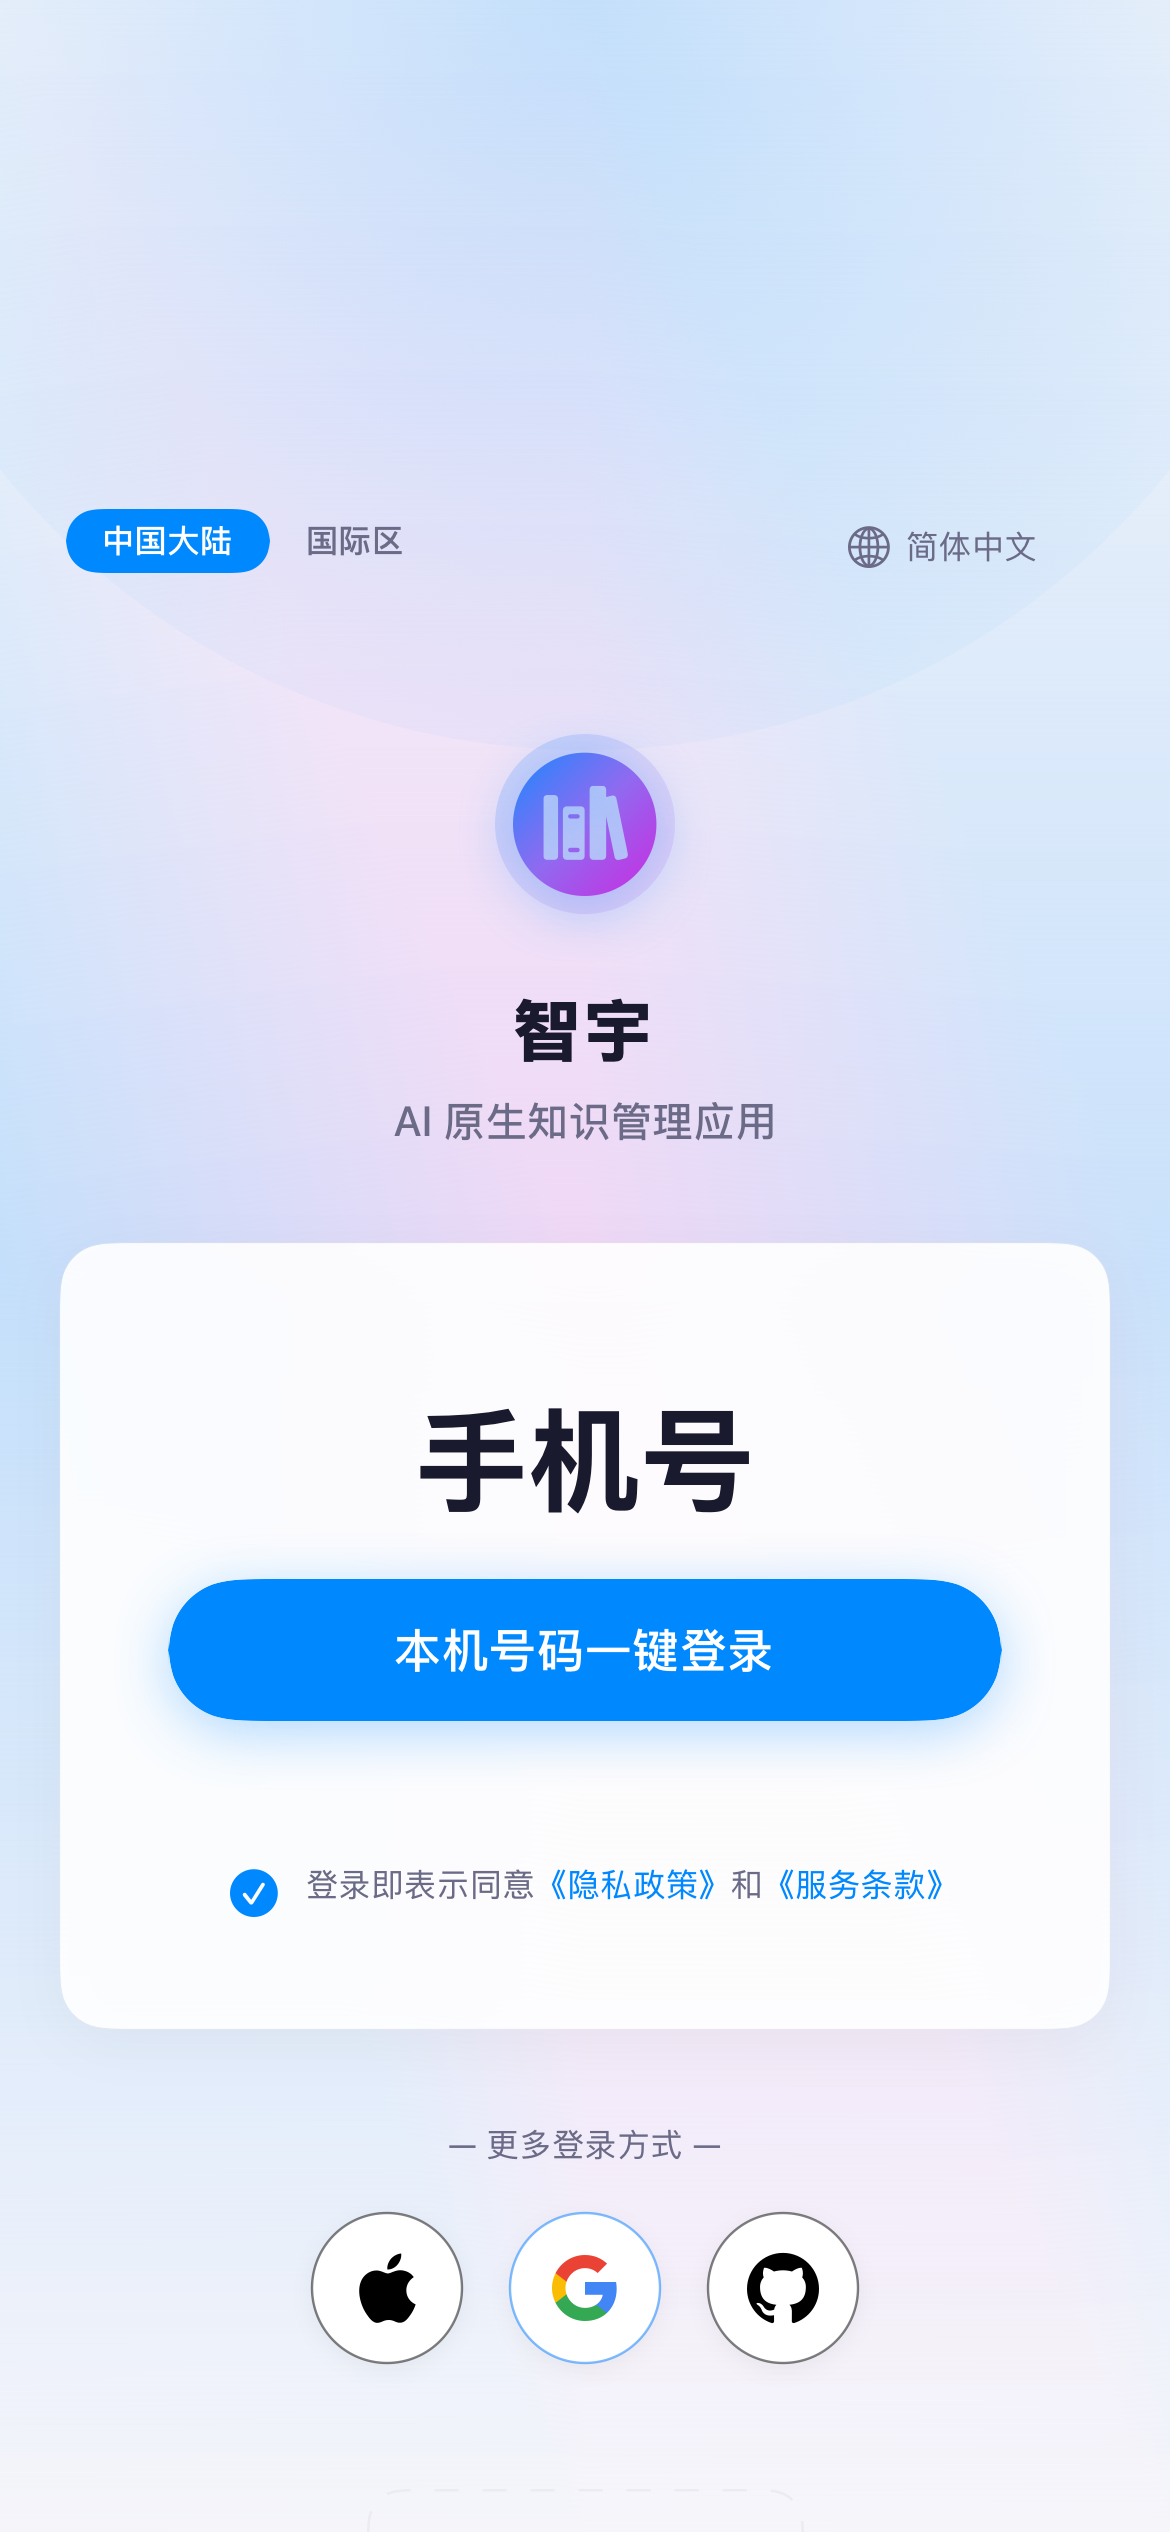 中国大陆 国际区 简体中文
智宇
AI 原生知识管理应用
手机号
本机号码一键登录
登录即表示同意《隐私政策》和《服务条款》
— 更多登录方式 —